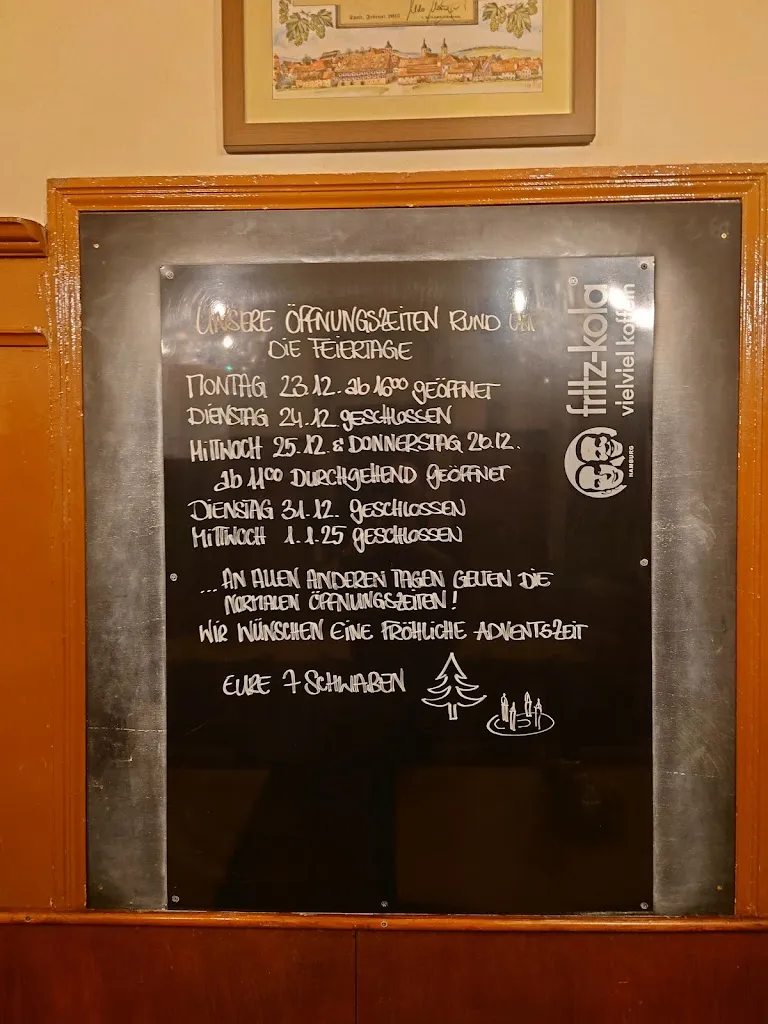 Spalt, Februar
UNSERE ÖFFNUNGSZEITEN RUND UM
DIE FEIERTAGE
MONTAG 23.12. ab 16⁰⁰ GEÖFFNET
DIENSTAG 24.12. GESCHLOSSEN
MITTWOCH 25.12. & DONNERSTAG 26.12.
ab 11⁰⁰ DURCHGEHEND GEÖFFNET
DIENSTAG 31.12. GESCHLOSSEN
MITTWOCH 1.1.25 GESCHLOSSEN
...AN ALLEN ANDEREN TAGEN GELTEN DIE
NORMALEN ÖFFNUNGSZEITEN!
WIR WÜNSCHEN EINE FRÖHLICHE ADVENTSZEIT
EURE 7 SCHWABEN
fritz-kola®
vielviel koffein
HAMBURG